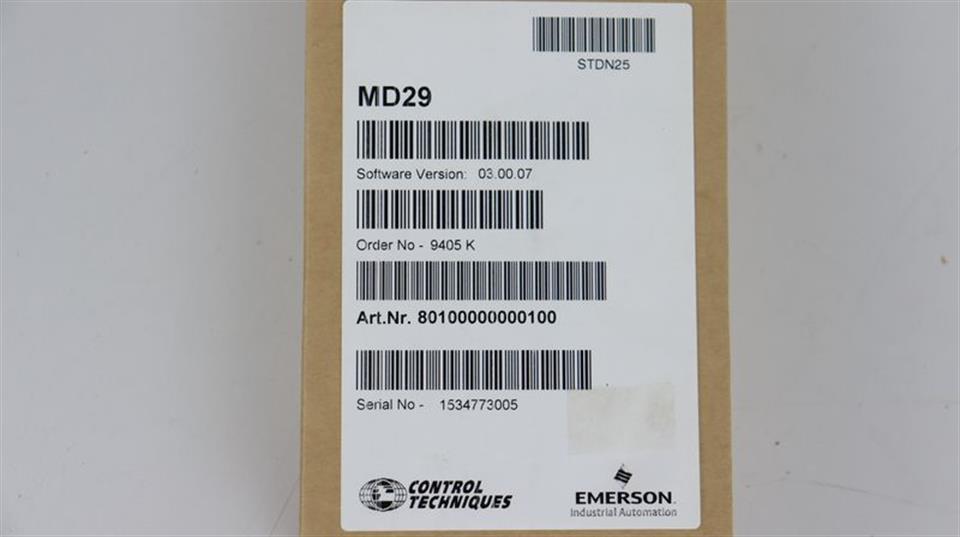 STDN25
MD29
Software Version: 03.00.07
Order No - 9405 K
Art.Nr. 80100000000100
Serial No - 1534773005
CONTROL
TECHNIQUES
EMERSON
Industrial Automation